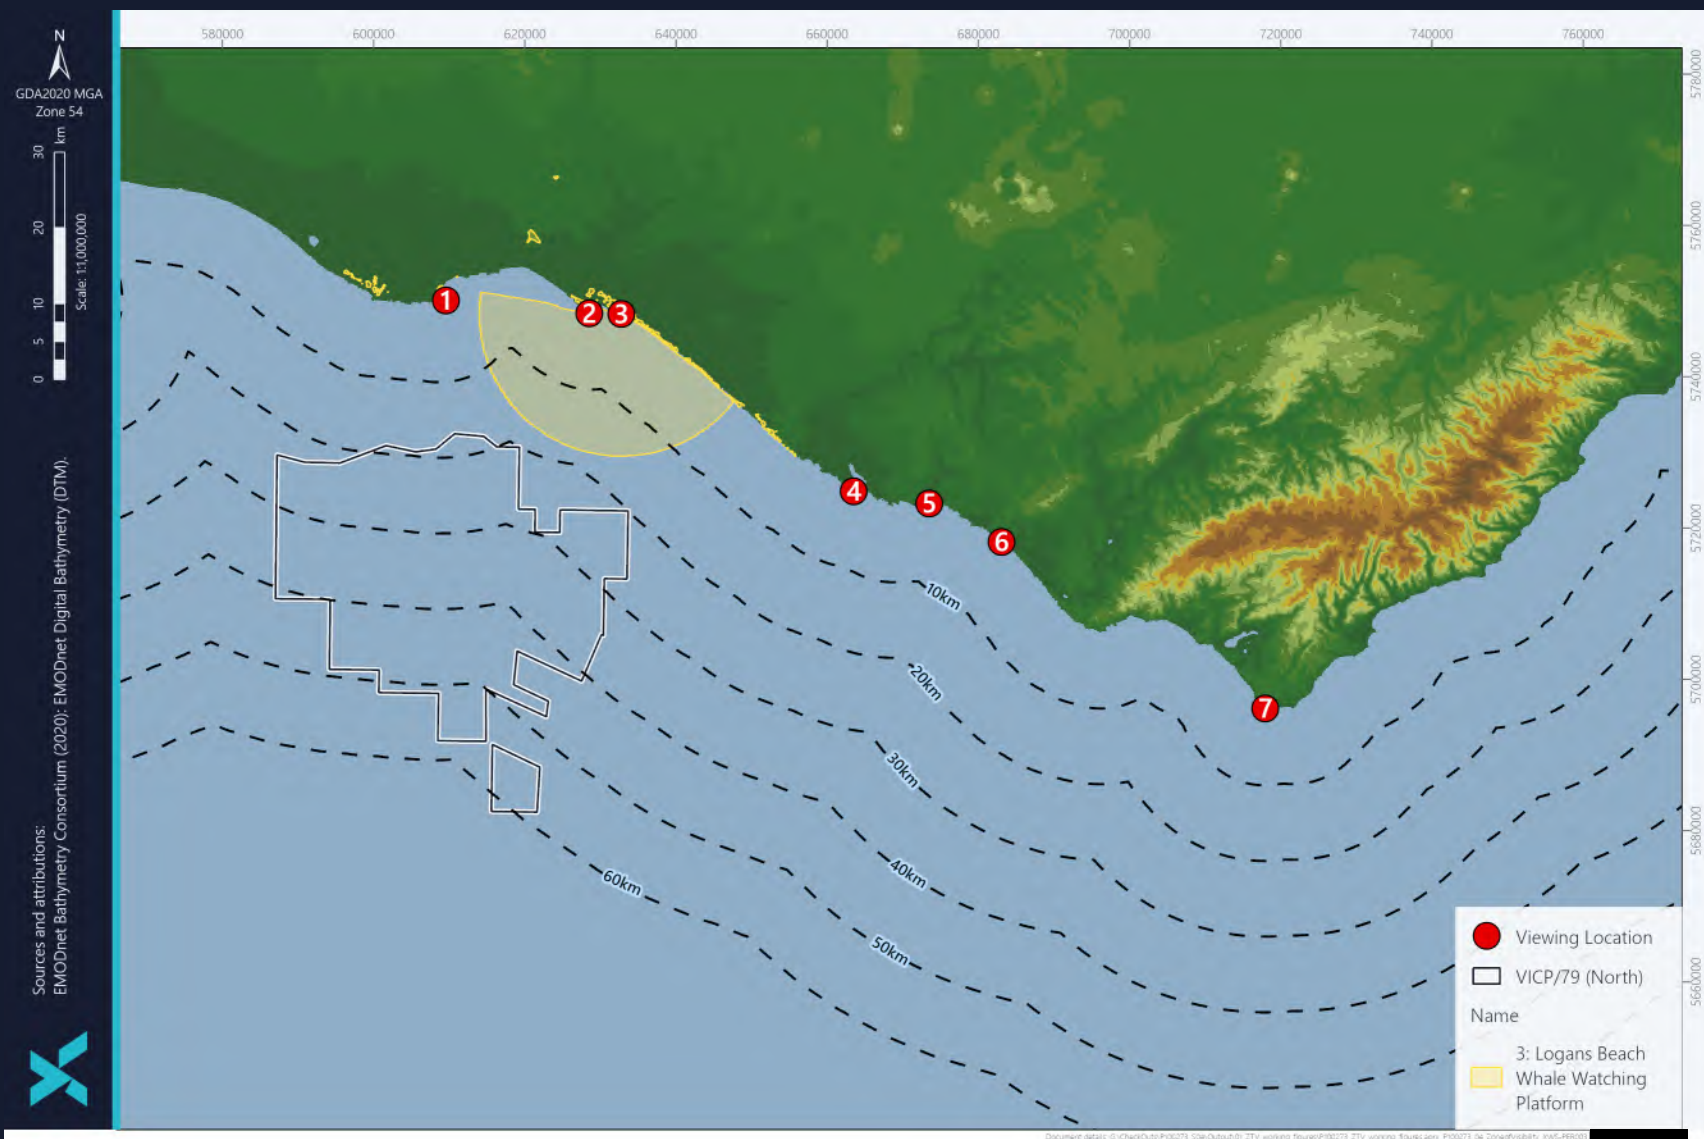 580000 600000 620000 640000 660000 680000 700000 720000 740000 760000
N
GDA2020 MGA
Zone 54
km
30
20
10
5
0
Scale: 1:1,000,000
Sources and attributions:
EMODnet Bathymetry Consortium (2020): EMODnet Digital Bathymetry (DTM).
5780000
5760000
5740000
5720000
5700000
5680000
5660000
1
2
3
4
5
6
7
10km
20km
30km
40km
50km
60km
Viewing Location
VICP/79 (North)
Name
3: Logans Beach
Whale Watching
Platform